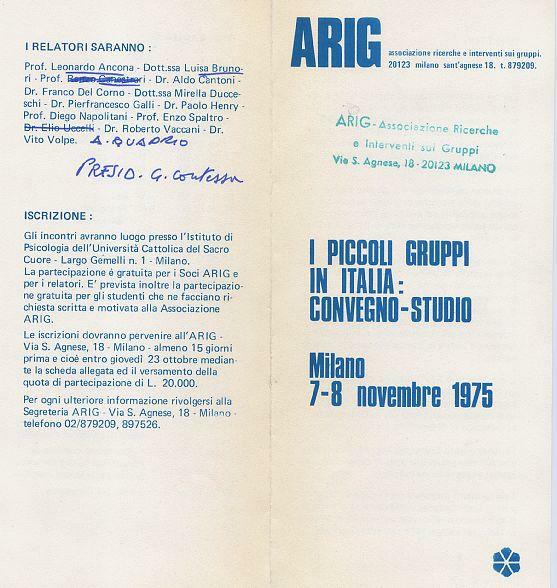 I RELATORI SARANNO :
Prof. Leonardo Ancona - Dott.ssa Luisa Bruno-
ri - Prof. Renzo Canestrari - Dr. Aldo Cantoni -
Dr. Franco Del Corno - Dott.ssa Mirella Ducce-
schi - Dr. Pierfrancesco Galli - Dr. Paolo Henry -
Prof. Diego Napolitani - Prof. Enzo Spaltro -
Dr. Elio Uccelli - Dr. Roberto Vaccani - Dr.
Vito Volpe. A. QUADRIO
PRESID. G. Contessa
ISCRIZIONE :
Gli incontri avranno luogo presso l'Istituto di
Psicologia dell'Università Cattolica del Sacro
Cuore - Largo Gemelli n. 1 - Milano.
La partecipazione é gratuita per i Soci ARIG e
per i relatori. E' prevista inoltre la partecipazio-
ne gratuita per gli studenti che ne facciano ri-
chiesta scritta e motivata alla Associazione
ARIG.
Le iscrizioni dovranno pervenire all'ARIG -
Via S. Agnese, 18 - Milano - almeno 15 giorni
prima e cioè entro giovedì 23 ottobre median-
te la scheda allegata ed il versamento della
quota di partecipazione di L. 20.000.
Per ogni ulteriore informazione rivolgersi alla
Segreteria ARIG - Via S. Agnese, 18 - Milano -
telefono 02/879209, 897526.
ARIG associazione ricerche e interventi sui gruppi.
20123 milano sant'agnese 18. t. 879209.
ARIG - Associazione Ricerche
e Interventi sui Gruppi
Via S. Agnese, 18 - 20123 MILANO
I PICCOLI GRUPPI
IN ITALIA :
CONVEGNO-STUDIO
Milano
7-8 novembre 1975